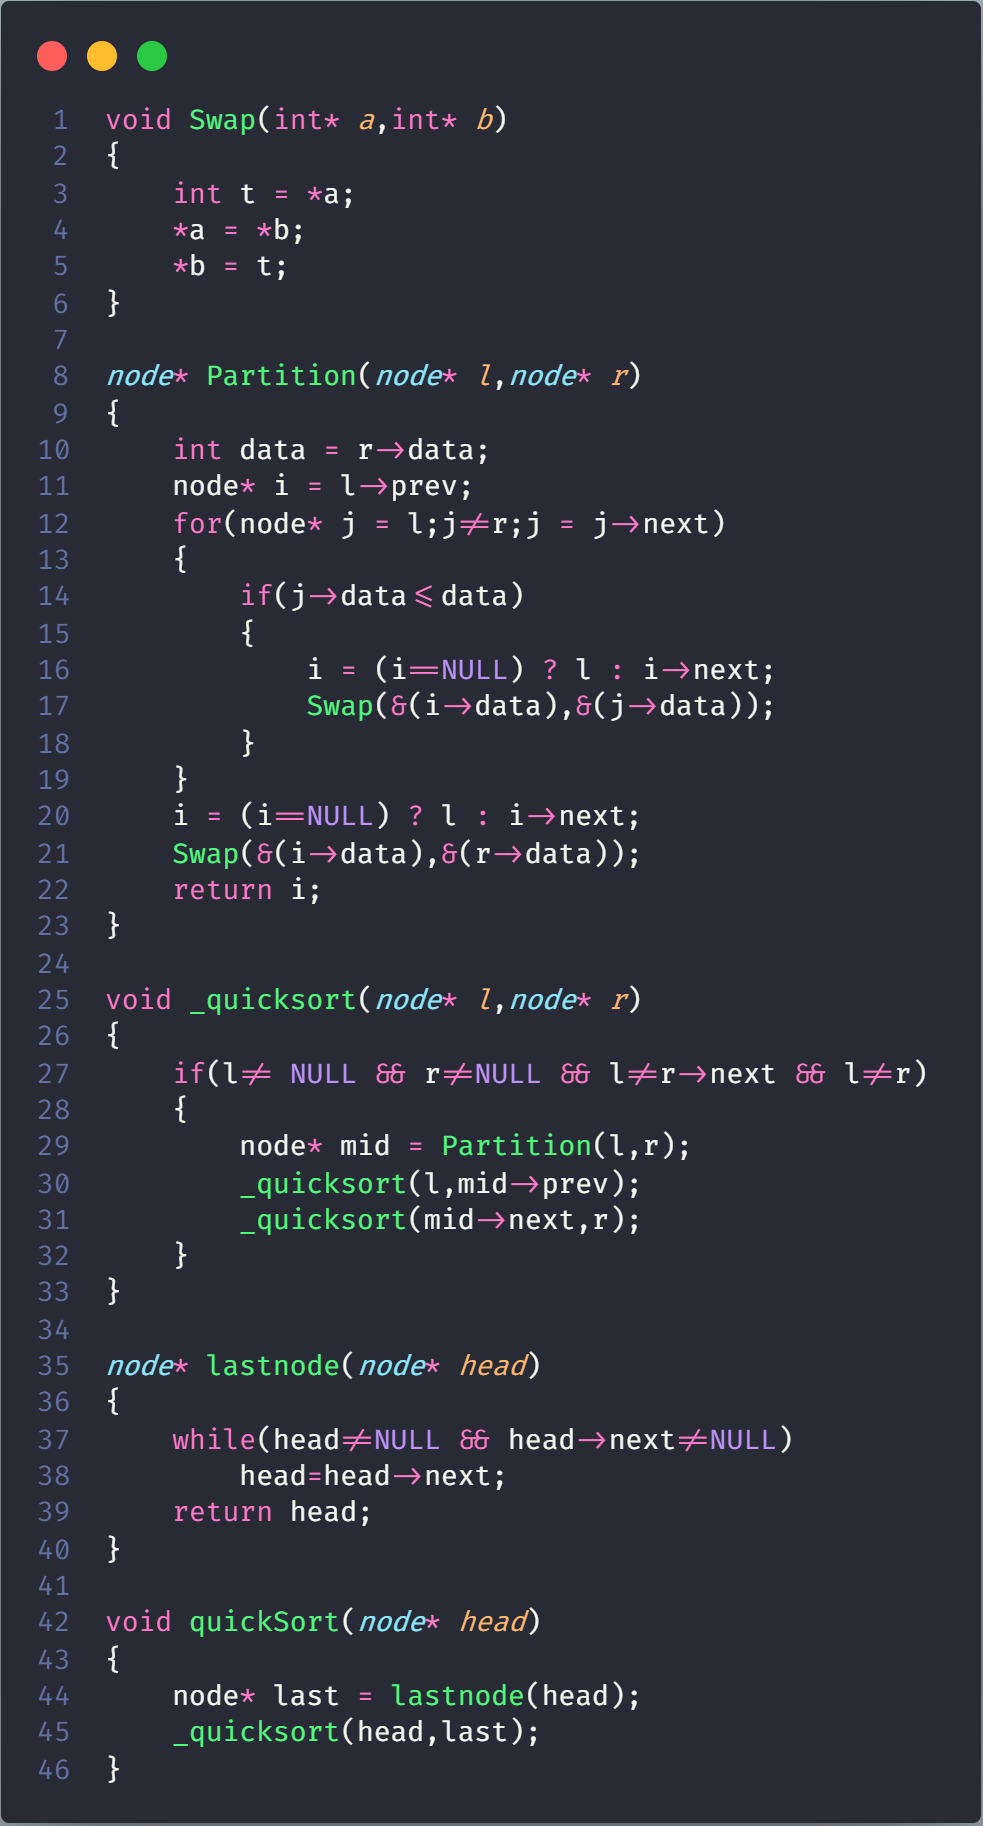 1 void Swap(int* a,int* b)
2 {
3     int t = *a;
4     *a = *b;
5     *b = t;
6 }
7
8 node* Partition(node* l,node* r)
9 {
10     int data = r->data;
11     node* i = l->prev;
12     for(node* j = l;j!=r;j = j->next)
13     {
14         if(j->data<=data)
15         {
16             i = (i==NULL) ? l : i->next;
17             Swap(&(i->data),&(j->data));
18         }
19     }
20     i = (i==NULL) ? l : i->next;
21     Swap(&(i->data),&(r->data));
22     return i;
23 }
24
25 void _quicksort(node* l,node* r)
26 {
27     if(l!= NULL && r!=NULL && l!=r->next && l!=r)
28     {
29         node* mid = Partition(l,r);
30         _quicksort(l,mid->prev);
31         _quicksort(mid->next,r);
32     }
33 }
34
35 node* lastnode(node* head)
36 {
37     while(head!=NULL && head->next!=NULL)
38         head=head->next;
39     return head;
40 }
41
42 void quickSort(node* head)
43 {
44     node* last = lastnode(head);
45     _quicksort(head,last);
46 }